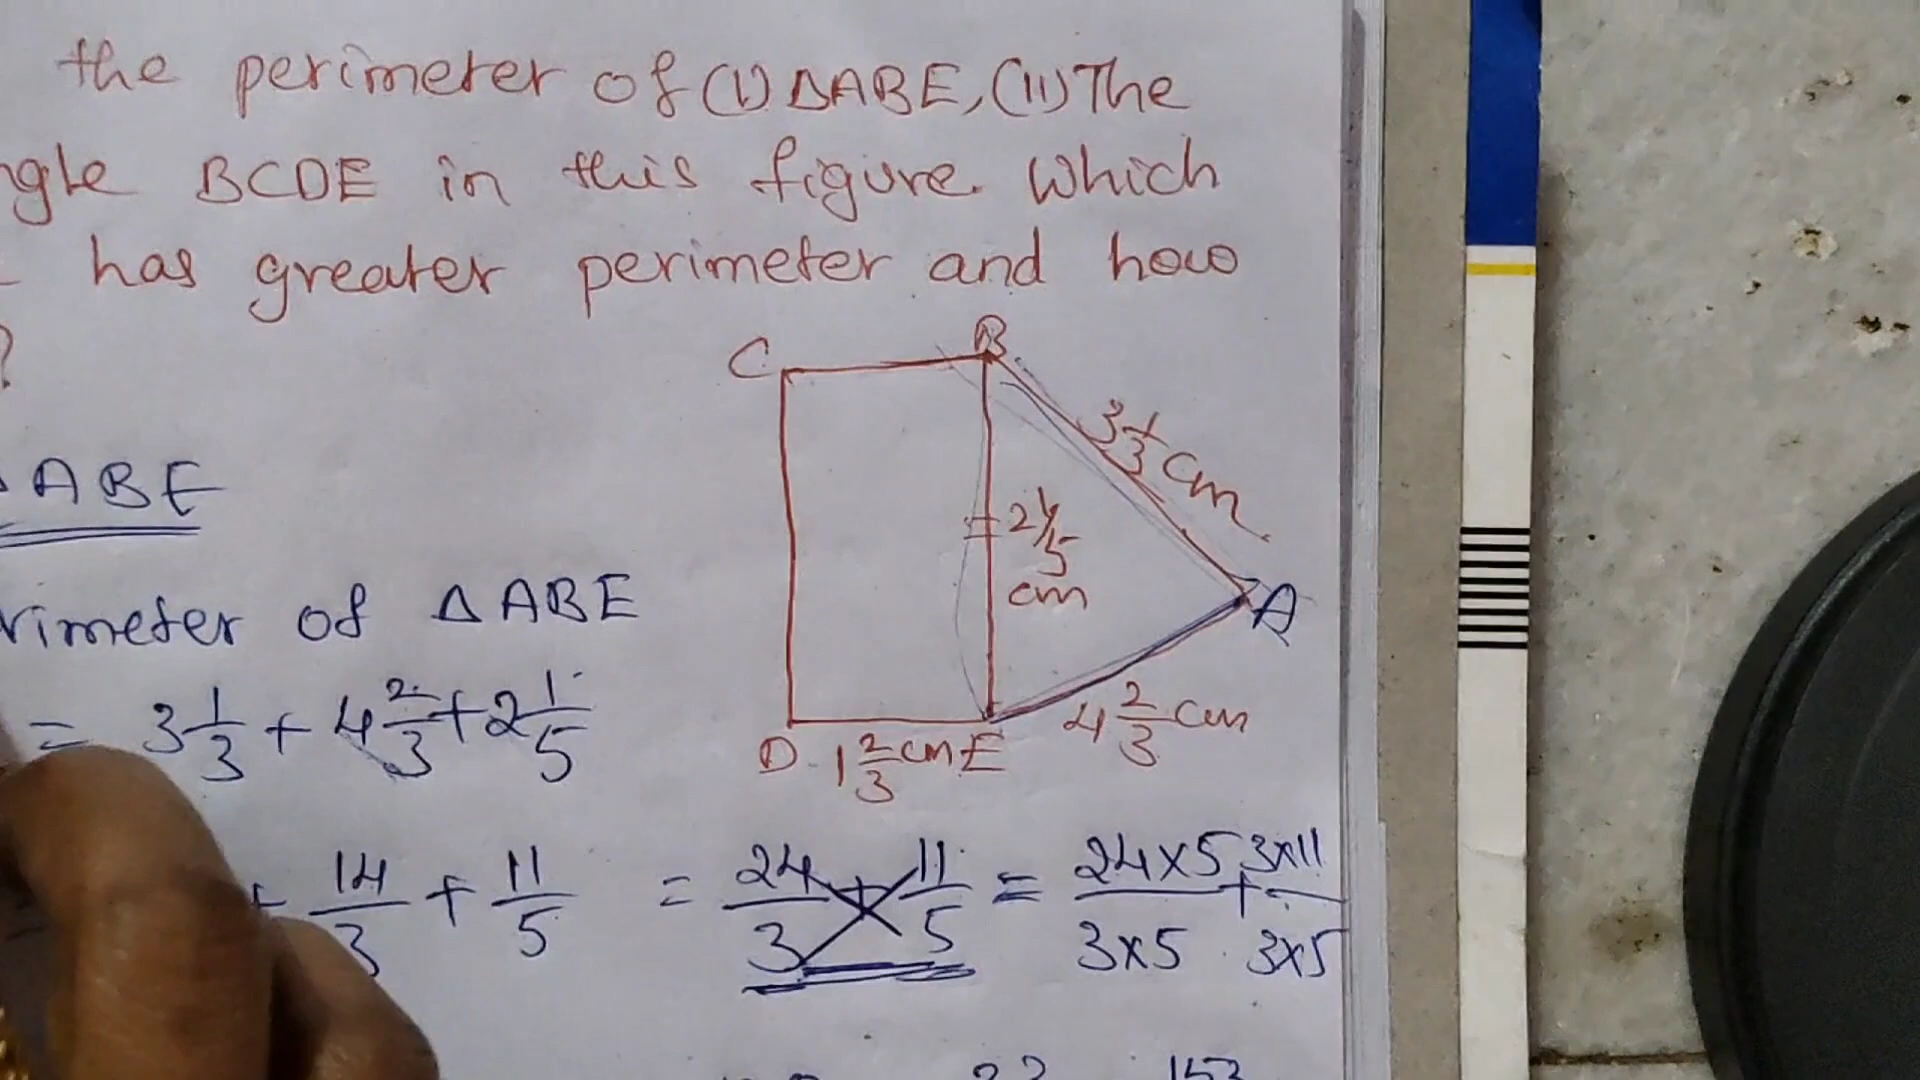 the perimeter of (i) ΔABE, (ii) The
ngle BCDE in this figure. Which
has greater perimeter and how
?
C
B
3 1/3 cm
2 1/5
cm
A
4 2/3 cm
D
1 2/3 cm
E
ABE
rimeter of Δ ABE
= 3 1/3 + 4 2/3 + 2 1/5
+ 14/3 + 11/5 = 24/3 + 11/5 = 24×5/3×5 + 3×11/3×5
153